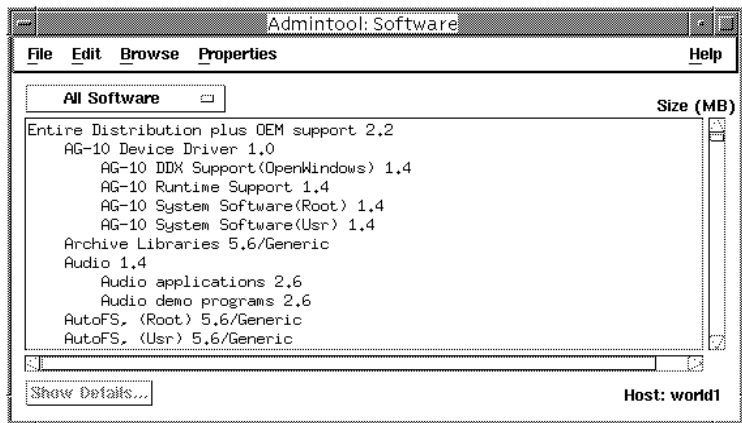 Admintool: Software
File Edit Browse Properties Help
All Software
Size (MB)
Entire Distribution plus OEM support 2.2
AG-10 Device Driver 1.0
AG-10 DDX Support(OpenWindows) 1.4
AG-10 Runtime Support 1.4
AG-10 System Software(Root) 1.4
AG-10 System Software(Usr) 1.4
Archive Libraries 5.6/Generic
Audio 1.4
Audio applications 2.6
Audio demo programs 2.6
AutoFS, (Root) 5.6/Generic
AutoFS, (Usr) 5.6/Generic
Show Details...
Host: world1